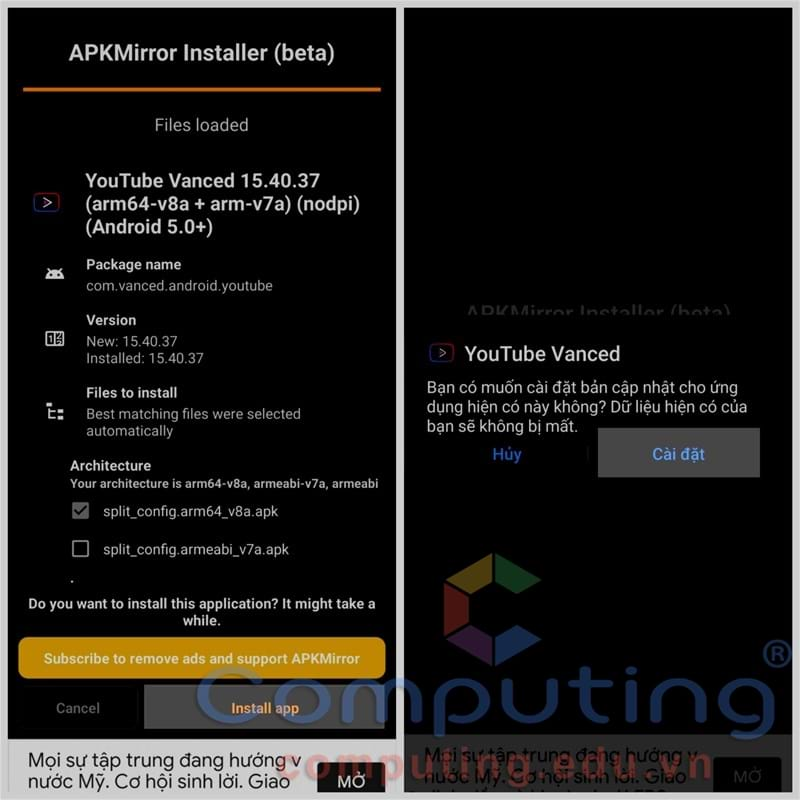 APKMirror Installer (beta)
Files loaded
YouTube Vanced 15.40.37
(arm64-v8a + arm-v7a) (nodpi)
(Android 5.0+)
Package name
com.vanced.android.youtube
Version
New: 15.40.37
Installed: 15.40.37
Files to install
Best matching files were selected
automatically
Architecture
Your architecture is arm64-v8a, armeabi-v7a, armeabi
split_config.arm64_v8a.apk
split_config.armeabi_v7a.apk
.
Do you want to install this application? It might take a
while.
Subscribe to remove ads and support APKMirror
Cancel
Install app
Mọi sự tập trung đang hướng v
nước Mỹ. Cơ hội sinh lời. Giao
MỞ
APKMirror Installer (beta)
YouTube Vanced
Bạn có muốn cài đặt bản cập nhật cho ứng
dụng hiện có này không? Dữ liệu hiện có của
bạn sẽ không bị mất.
Hủy
Cài đặt
Computing®
computing.edu.vn
Mọi sự tập trung đang hướng v
nước Mỹ. Cơ hội sinh lời. Giao
MỞ